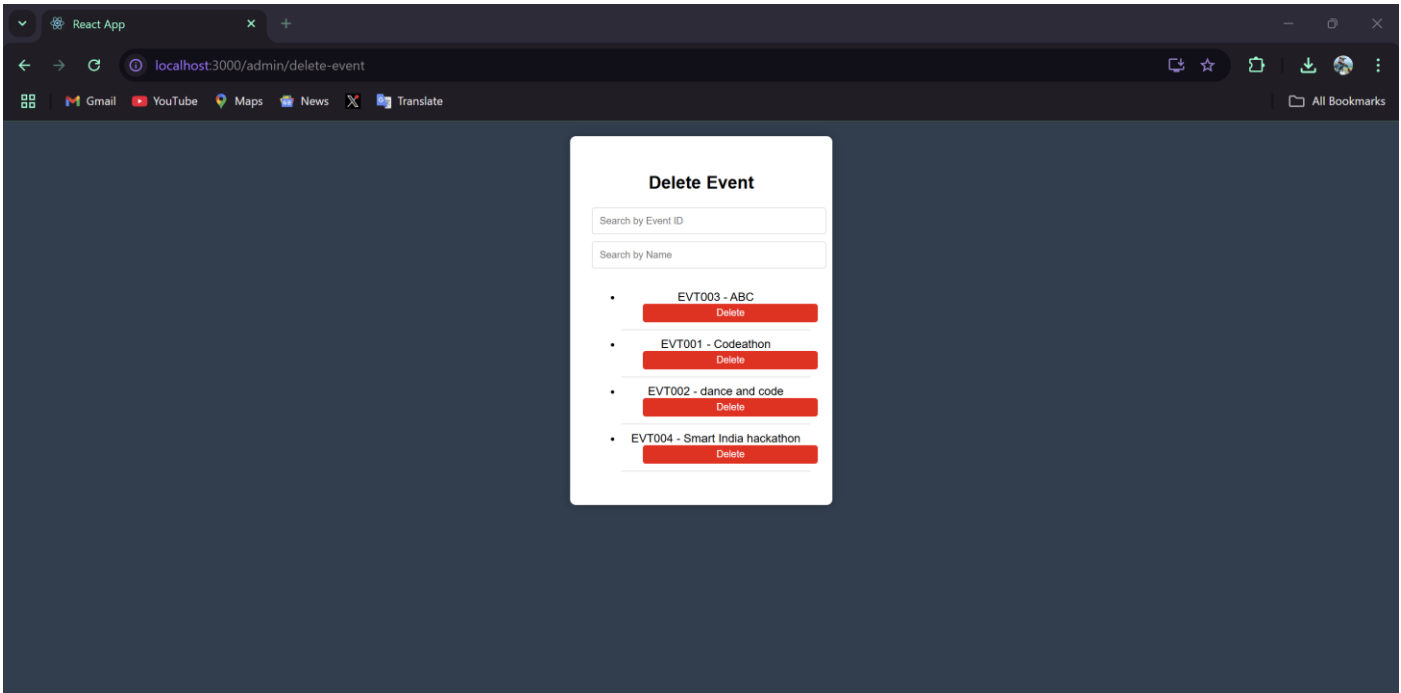 React App
localhost:3000/admin/delete-event
Gmail YouTube Maps News Translate All Bookmarks
Delete Event
Search by Event ID
Search by Name
EVT003 - ABC
Delete
EVT001 - Codeathon
Delete
EVT002 - dance and code
Delete
EVT004 - Smart India hackathon
Delete